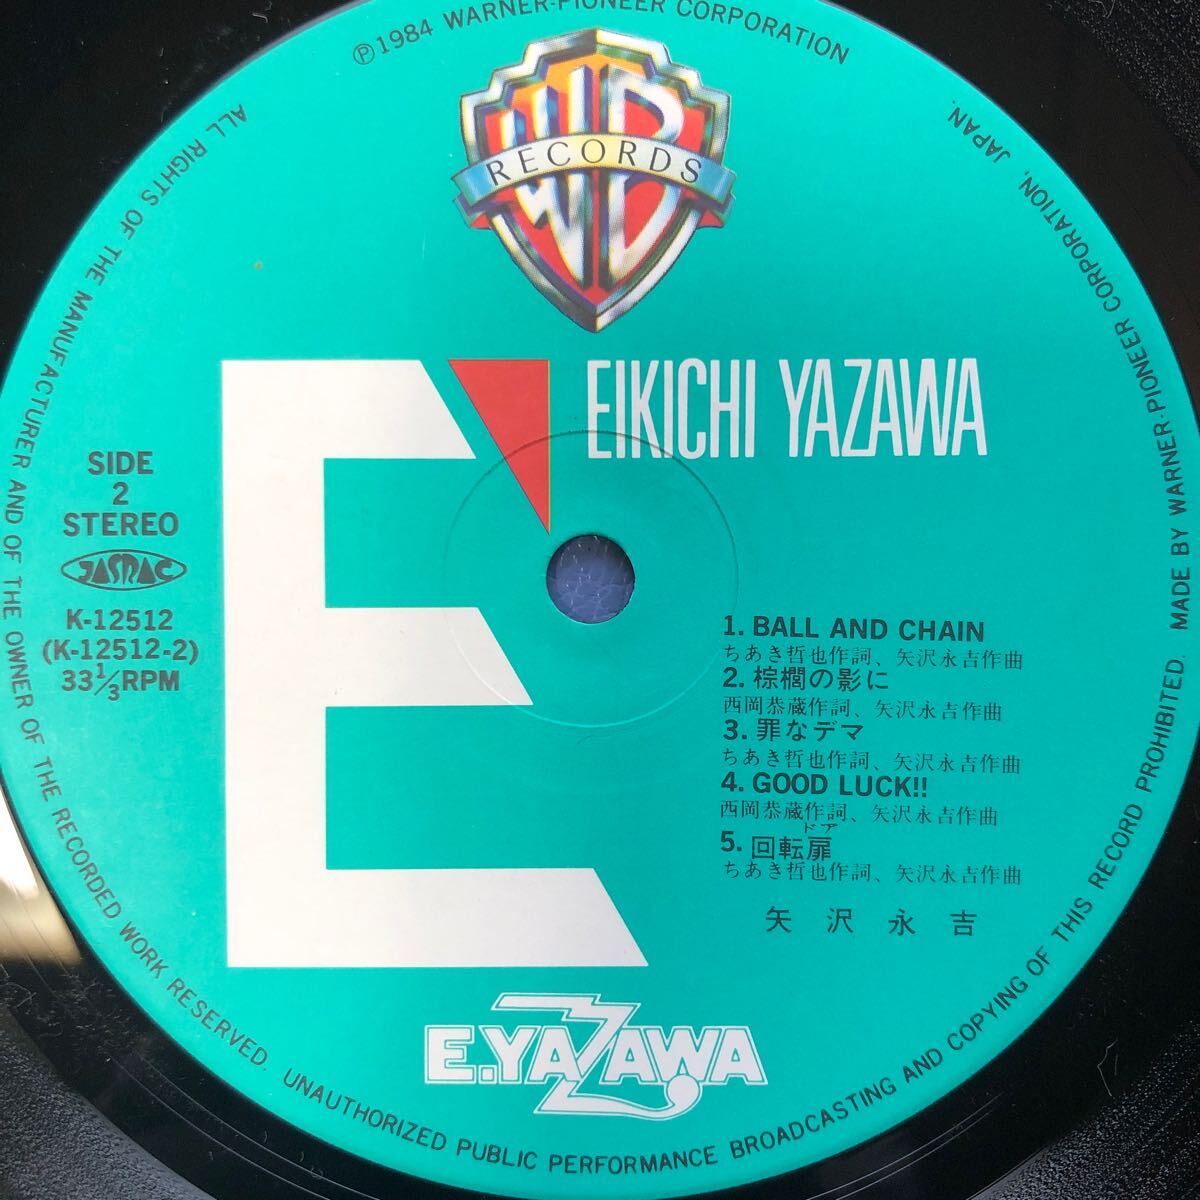 ℗1984 WARNER-PIONEER CORPORATION
WB
RECORDS
E'
EIKICHI YAZAWA
SIDE
2
STEREO
JASRAC
K-12512
(K-12512-2)
33 1/3 RPM
1. BALL AND CHAIN
ちあき哲也作詞、矢沢永吉作曲
2. 棕櫚の影に
西岡恭蔵作詞、矢沢永吉作曲
3. 罪なデマ
ちあき哲也作詞、矢沢永吉作曲
4. GOOD LUCK!!
西岡恭蔵作詞、矢沢永吉作曲
ドア
5. 回転扉
ちあき哲也作詞、矢沢永吉作曲
矢沢永吉
E.YAZAWA
ALL RIGHTS OF THE MANUFACTURER AND OF THE OWNER OF THE RECORDED WORK RESERVED. UNAUTHORIZED PUBLIC PERFORMANCE BROADCASTING AND COPYING OF THIS RECORD PROHIBITED. MADE BY WARNER-PIONEER CORPORATION, JAPAN.